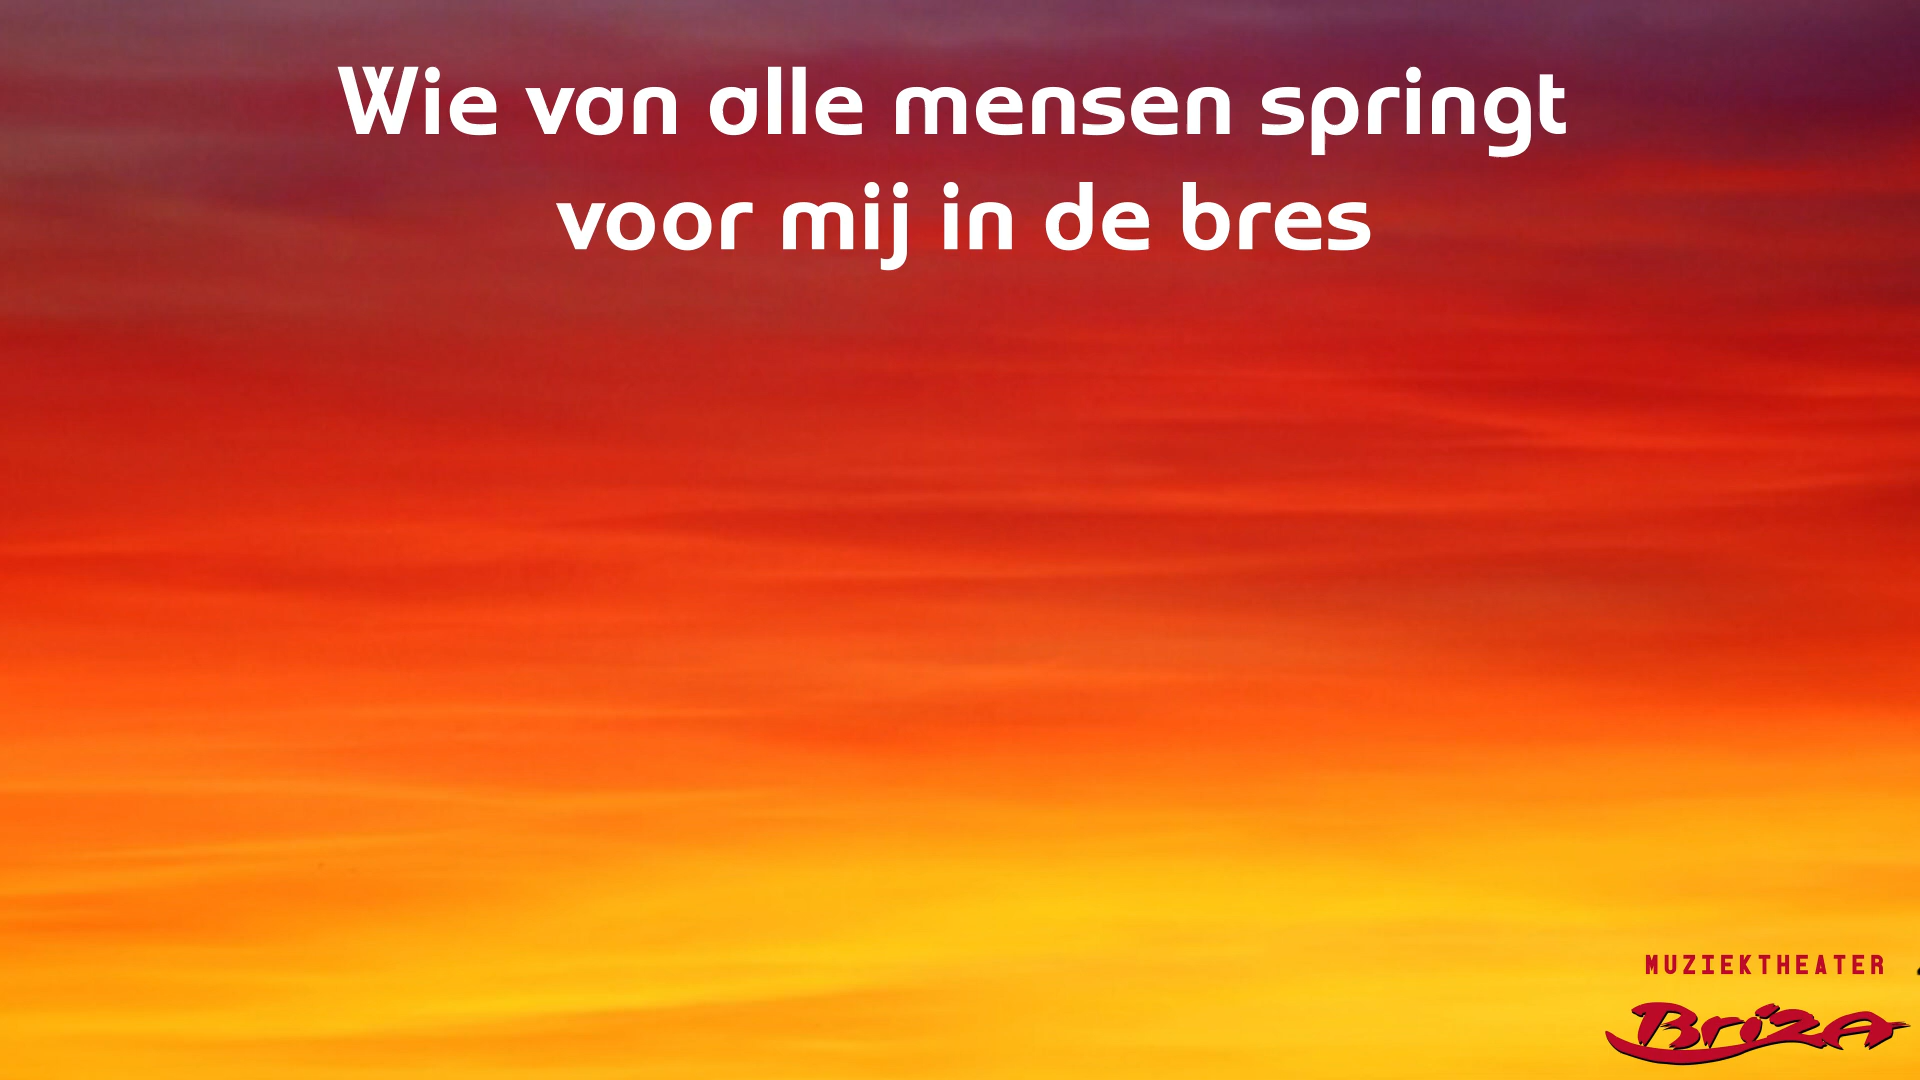 Wie van alle mensen springt
voor mij in de bres
MUZIEKTHEATER
Briza